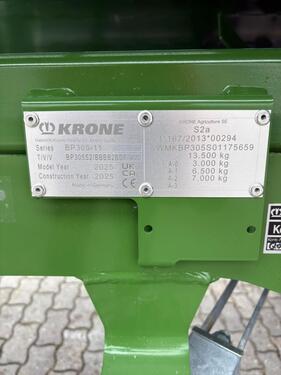 KRONE
KRONE Agriculture SE
S2a
167/2013*00294
Series BP305-11
WMKBP305S01175659
T/V/V
13,500 kg
Model Year 2025
A-0 3,000 kg
Construction Year 2025
A-1 6,500 kg
UK
CA
A-2 7,000 kg
Made in Germany
A-3